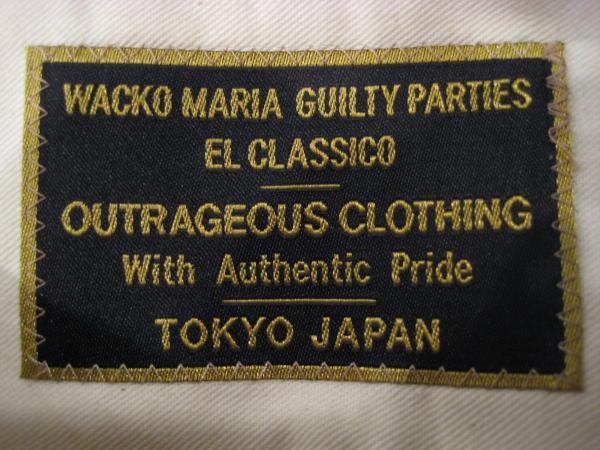 WACKO MARIA GUILTY PARTIES
EL CLASSICO
OUTRAGEOUS CLOTHING
With Authentic Pride
TOKYO JAPAN